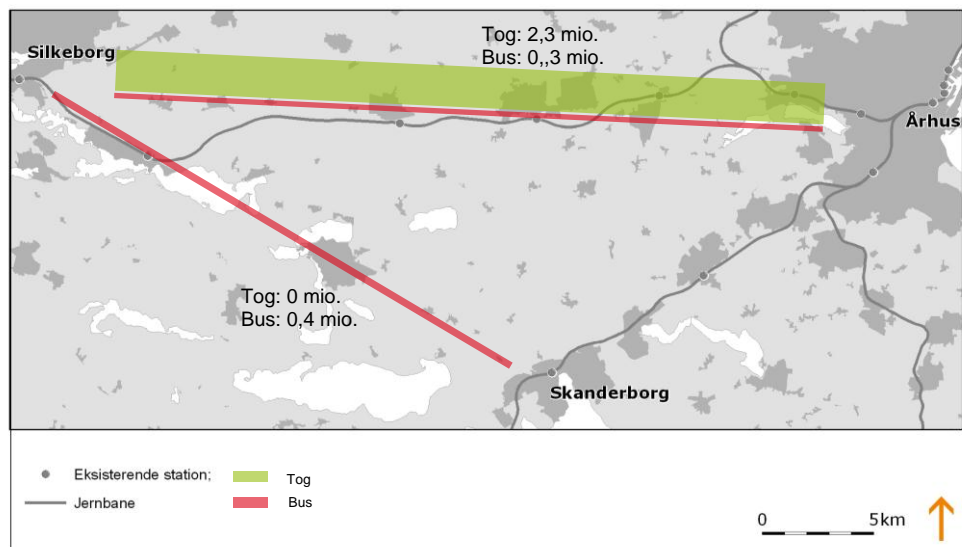 Silkeborg
Tog: 2,3 mio.
Bus: 0,,3 mio.
Århus
Tog: 0 mio.
Bus: 0,4 mio.
Skanderborg
Eksisterende station;
Tog
Jernbane
Bus
0 5km